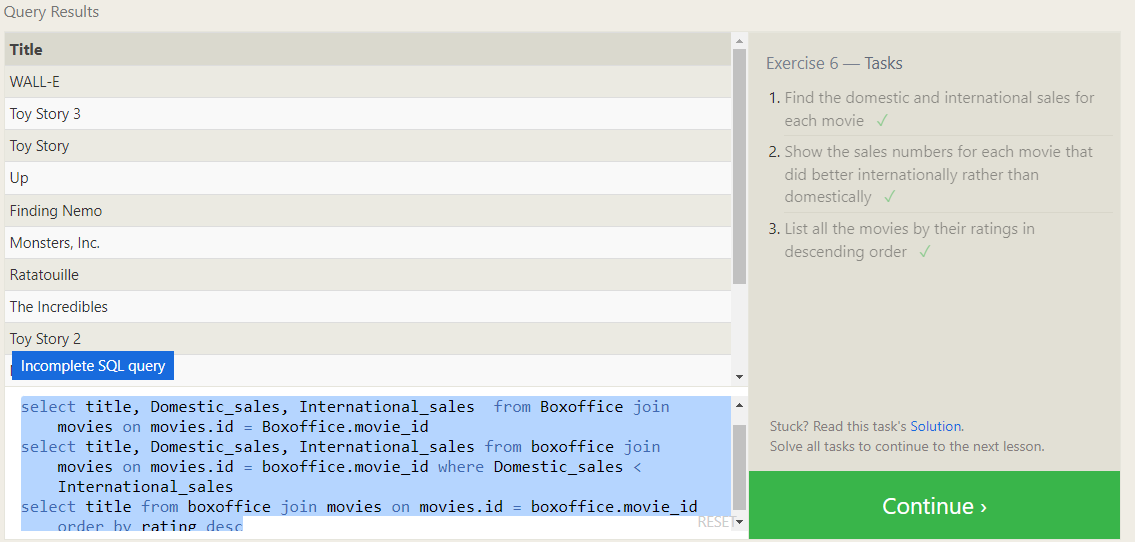 Query Results
Title
WALL-E
Toy Story 3
Toy Story
Up
Finding Nemo
Monsters, Inc.
Ratatouille
The Incredibles
Toy Story 2
Incomplete SQL query
select title, Domestic_sales, International_sales  from Boxoffice join
movies on movies.id = Boxoffice.movie_id
select title, Domestic_sales, International_sales from boxoffice join
movies on movies.id = boxoffice.movie_id where Domestic_sales <
International_sales
select title from boxoffice join movies on movies.id = boxoffice.movie_id
order by rating desc
RESET
Exercise 6 — Tasks
1. Find the domestic and international sales for
each movie ✓
2. Show the sales numbers for each movie that
did better internationally rather than
domestically ✓
3. List all the movies by their ratings in
descending order ✓
Stuck? Read this task's Solution.
Solve all tasks to continue to the next lesson.
Continue ›